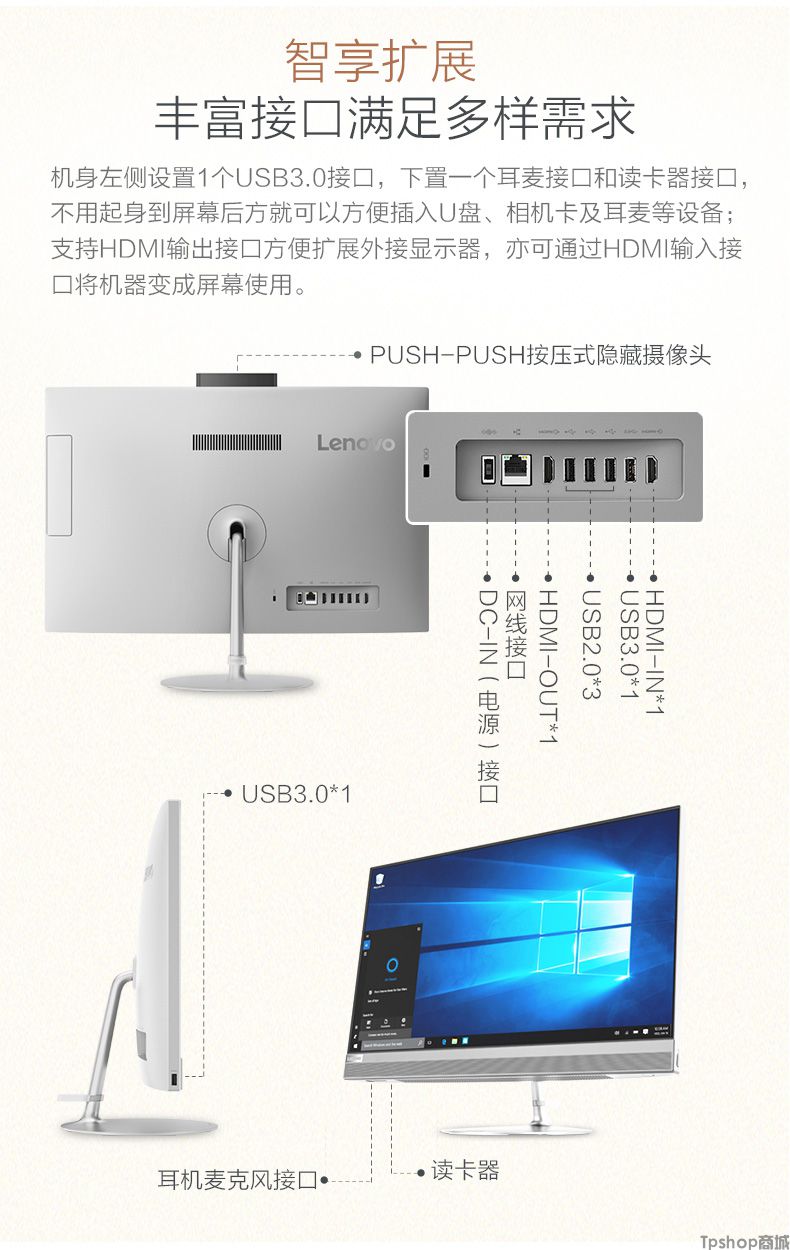 智享扩展
丰富接口满足多样需求
机身左侧设置1个USB3.0接口，下置一个耳麦接口和读卡器接口，
不用起身到屏幕后方就可以方便插入U盘、相机卡及耳麦等设备；
支持HDMI输出接口方便扩展外接显示器，亦可通过HDMI输入接
口将机器变成屏幕使用。
PUSH-PUSH按压式隐藏摄像头
Lenovo
DC-IN（电源）接口
网线接口
HDMI-OUT*1
USB2.0*3
USB3.0*1
HDMI-IN*1
USB3.0*1
耳机麦克风接口
读卡器
Tpshop商城